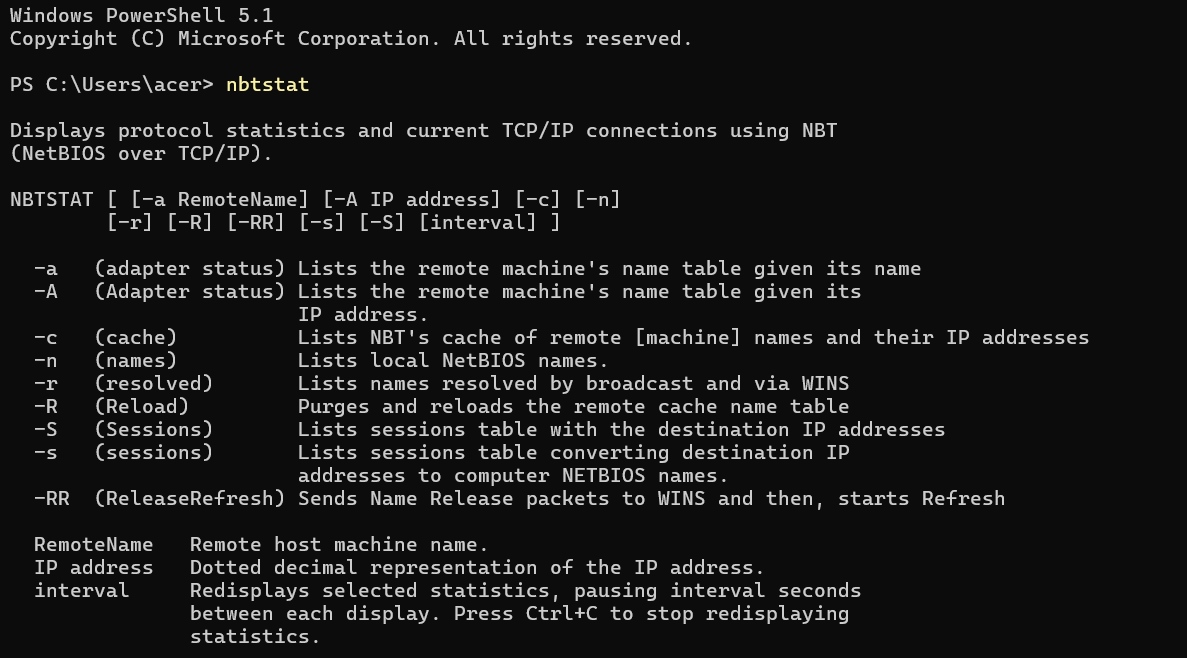 Windows PowerShell 5.1
Copyright (C) Microsoft Corporation. All rights reserved.
PS C:\Users\acer> nbtstat
Displays protocol statistics and current TCP/IP connections using NBT
(NetBIOS over TCP/IP).
NBTSTAT [ [-a RemoteName] [-A IP address] [-c] [-n]
        [-r] [-R] [-RR] [-s] [-S] [interval] ]
  -a   (adapter status) Lists the remote machine's name table given its name
  -A   (Adapter status) Lists the remote machine's name table given its
                        IP address.
  -c   (cache)          Lists NBT's cache of remote [machine] names and their IP addresses
  -n   (names)          Lists local NetBIOS names.
  -r   (resolved)       Lists names resolved by broadcast and via WINS
  -R   (Reload)         Purges and reloads the remote cache name table
  -S   (Sessions)       Lists sessions table with the destination IP addresses
  -s   (sessions)       Lists sessions table converting destination IP
                        addresses to computer NETBIOS names.
  -RR  (ReleaseRefresh) Sends Name Release packets to WINS and then, starts Refresh
  RemoteName   Remote host machine name.
  IP address   Dotted decimal representation of the IP address.
  interval     Redisplays selected statistics, pausing interval seconds
               between each display. Press Ctrl+C to stop redisplaying
               statistics.